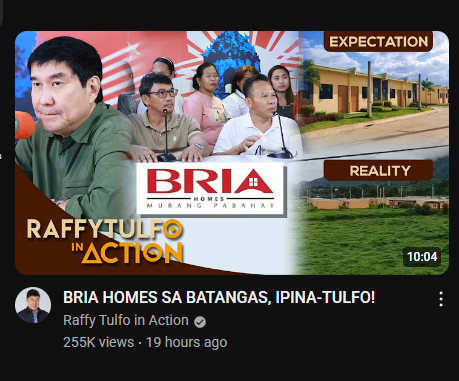 EXPECTATION
BRIA
HOMES
MURANG PABAHAY
REALITY
RAFFYTULFO
IN ACTION
10:04
BRIA HOMES SA BATANGAS, IPINA-TULFO!
Raffy Tulfo in Action
255K views · 19 hours ago